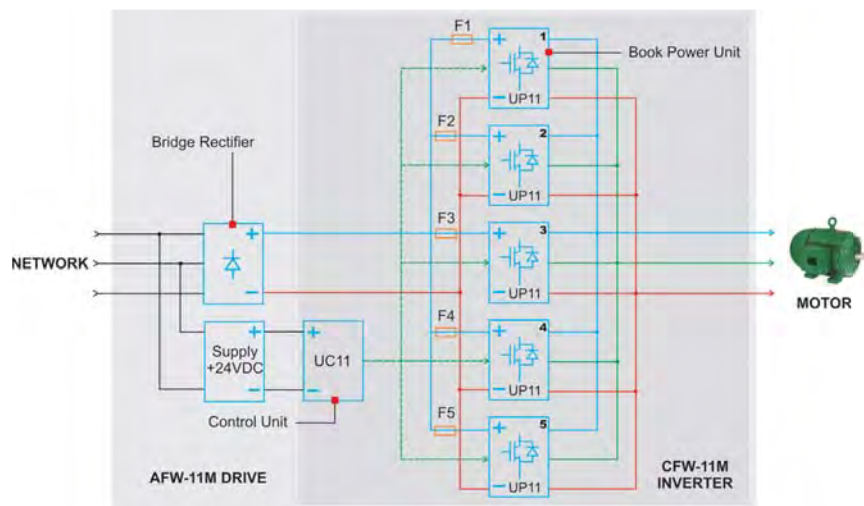 F1
+
1
Book Power Unit
−
UP11
F2
+
2
Bridge Rectifier
−
UP11
F3
+
+
3
NETWORK
−
−
UP11
MOTOR
F4
+
4
Supply
+24VDC
+
−
+
−
UC11
−
UP11
Control Unit
F5
+
5
−
UP11
AFW-11M DRIVE
CFW-11M
INVERTER